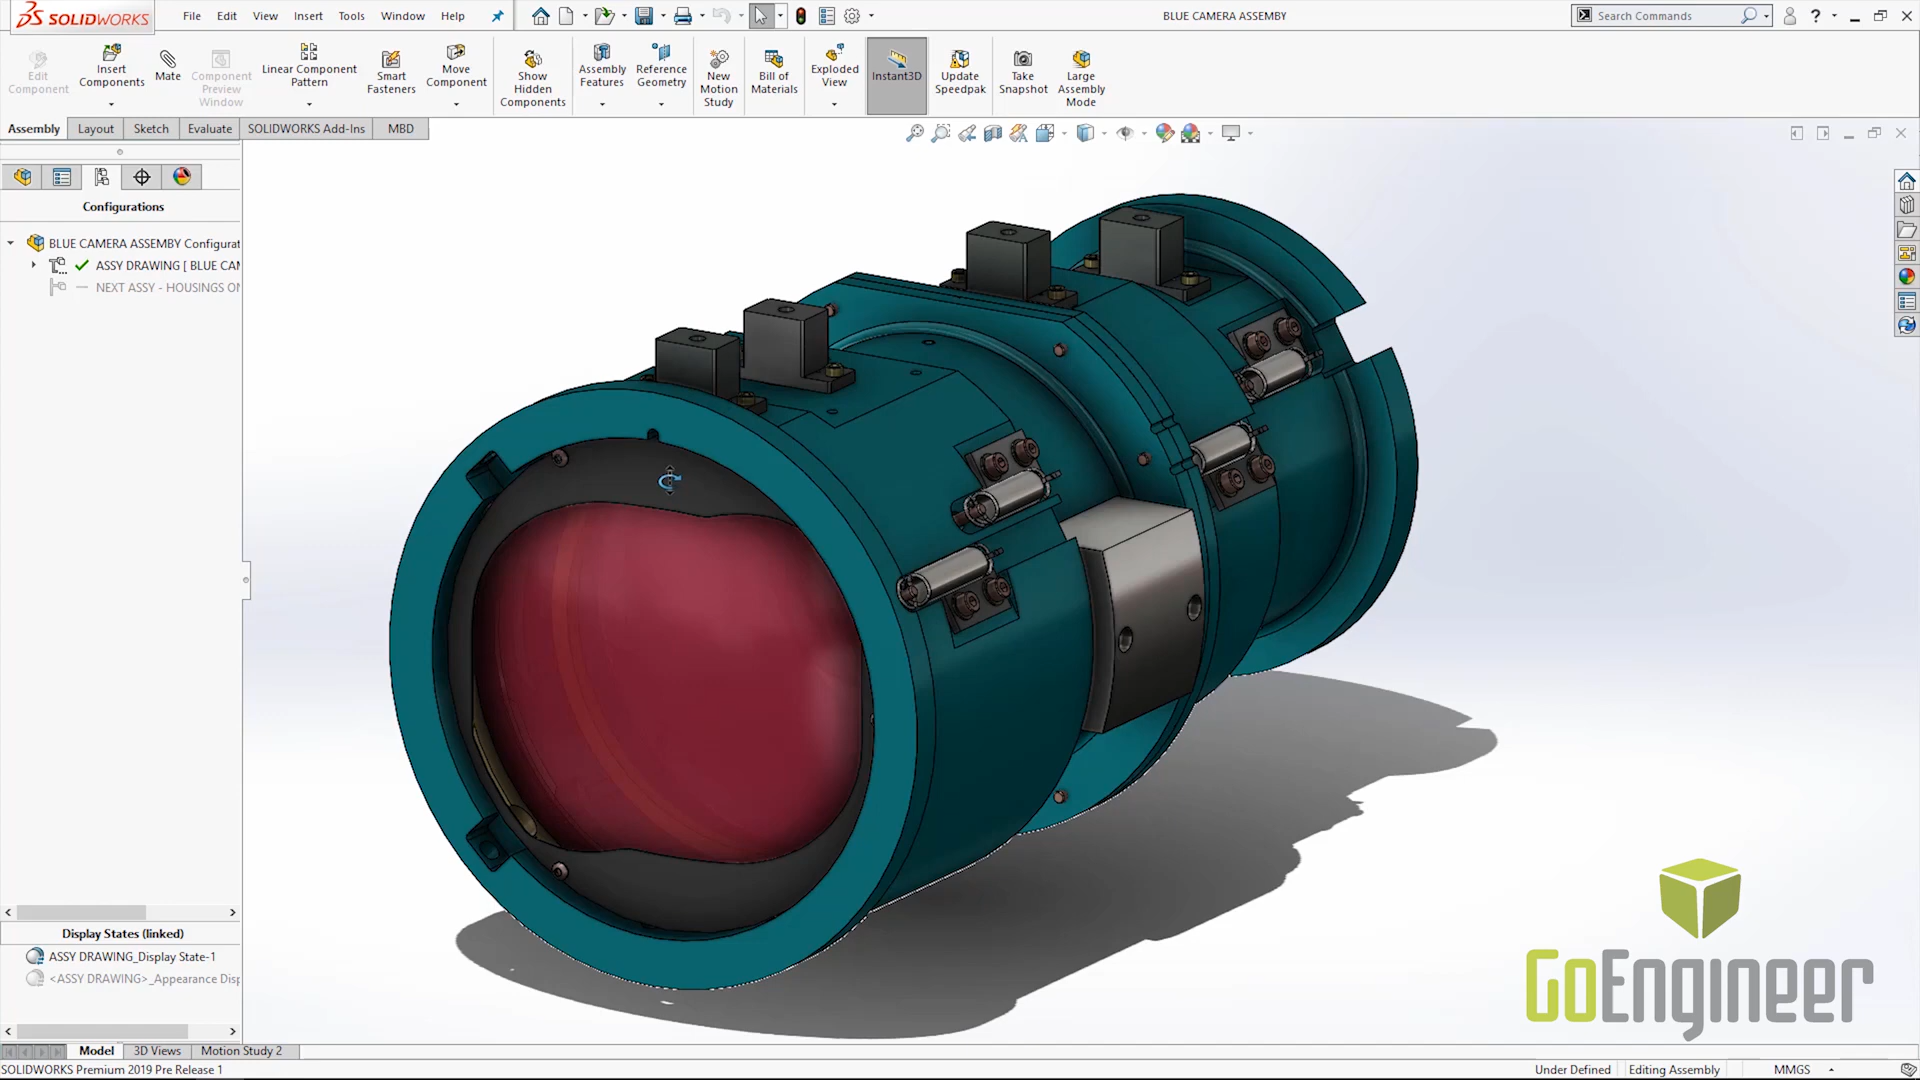 SOLIDWORKS
File Edit View Insert Tools Window Help
BLUE CAMERA ASSEMBY
Search Commands
Edit Component
Insert Components
Mate
Component Preview Window
Linear Component Pattern
Smart Fasteners
Move Component
Show Hidden Components
Assembly Features
Reference Geometry
New Motion Study
Bill of Materials
Exploded View
Instant3D
Update Speedpak
Take Snapshot
Large Assembly Mode
Assembly Layout Sketch Evaluate SOLIDWORKS Add-Ins MBD
Configurations
BLUE CAMERA ASSEMBY Configurat
ASSY DRAWING [ BLUE CAM
NEXT ASSY - HOUSINGS ON
Display States (linked)
ASSY DRAWING_Display State-1
<ASSY DRAWING>_Appearance Disp
GoEngineer
Model 3D Views Motion Study 2
SOLIDWORKS Premium 2019 Pre Release 1
Under Defined Editing Assembly MMGS